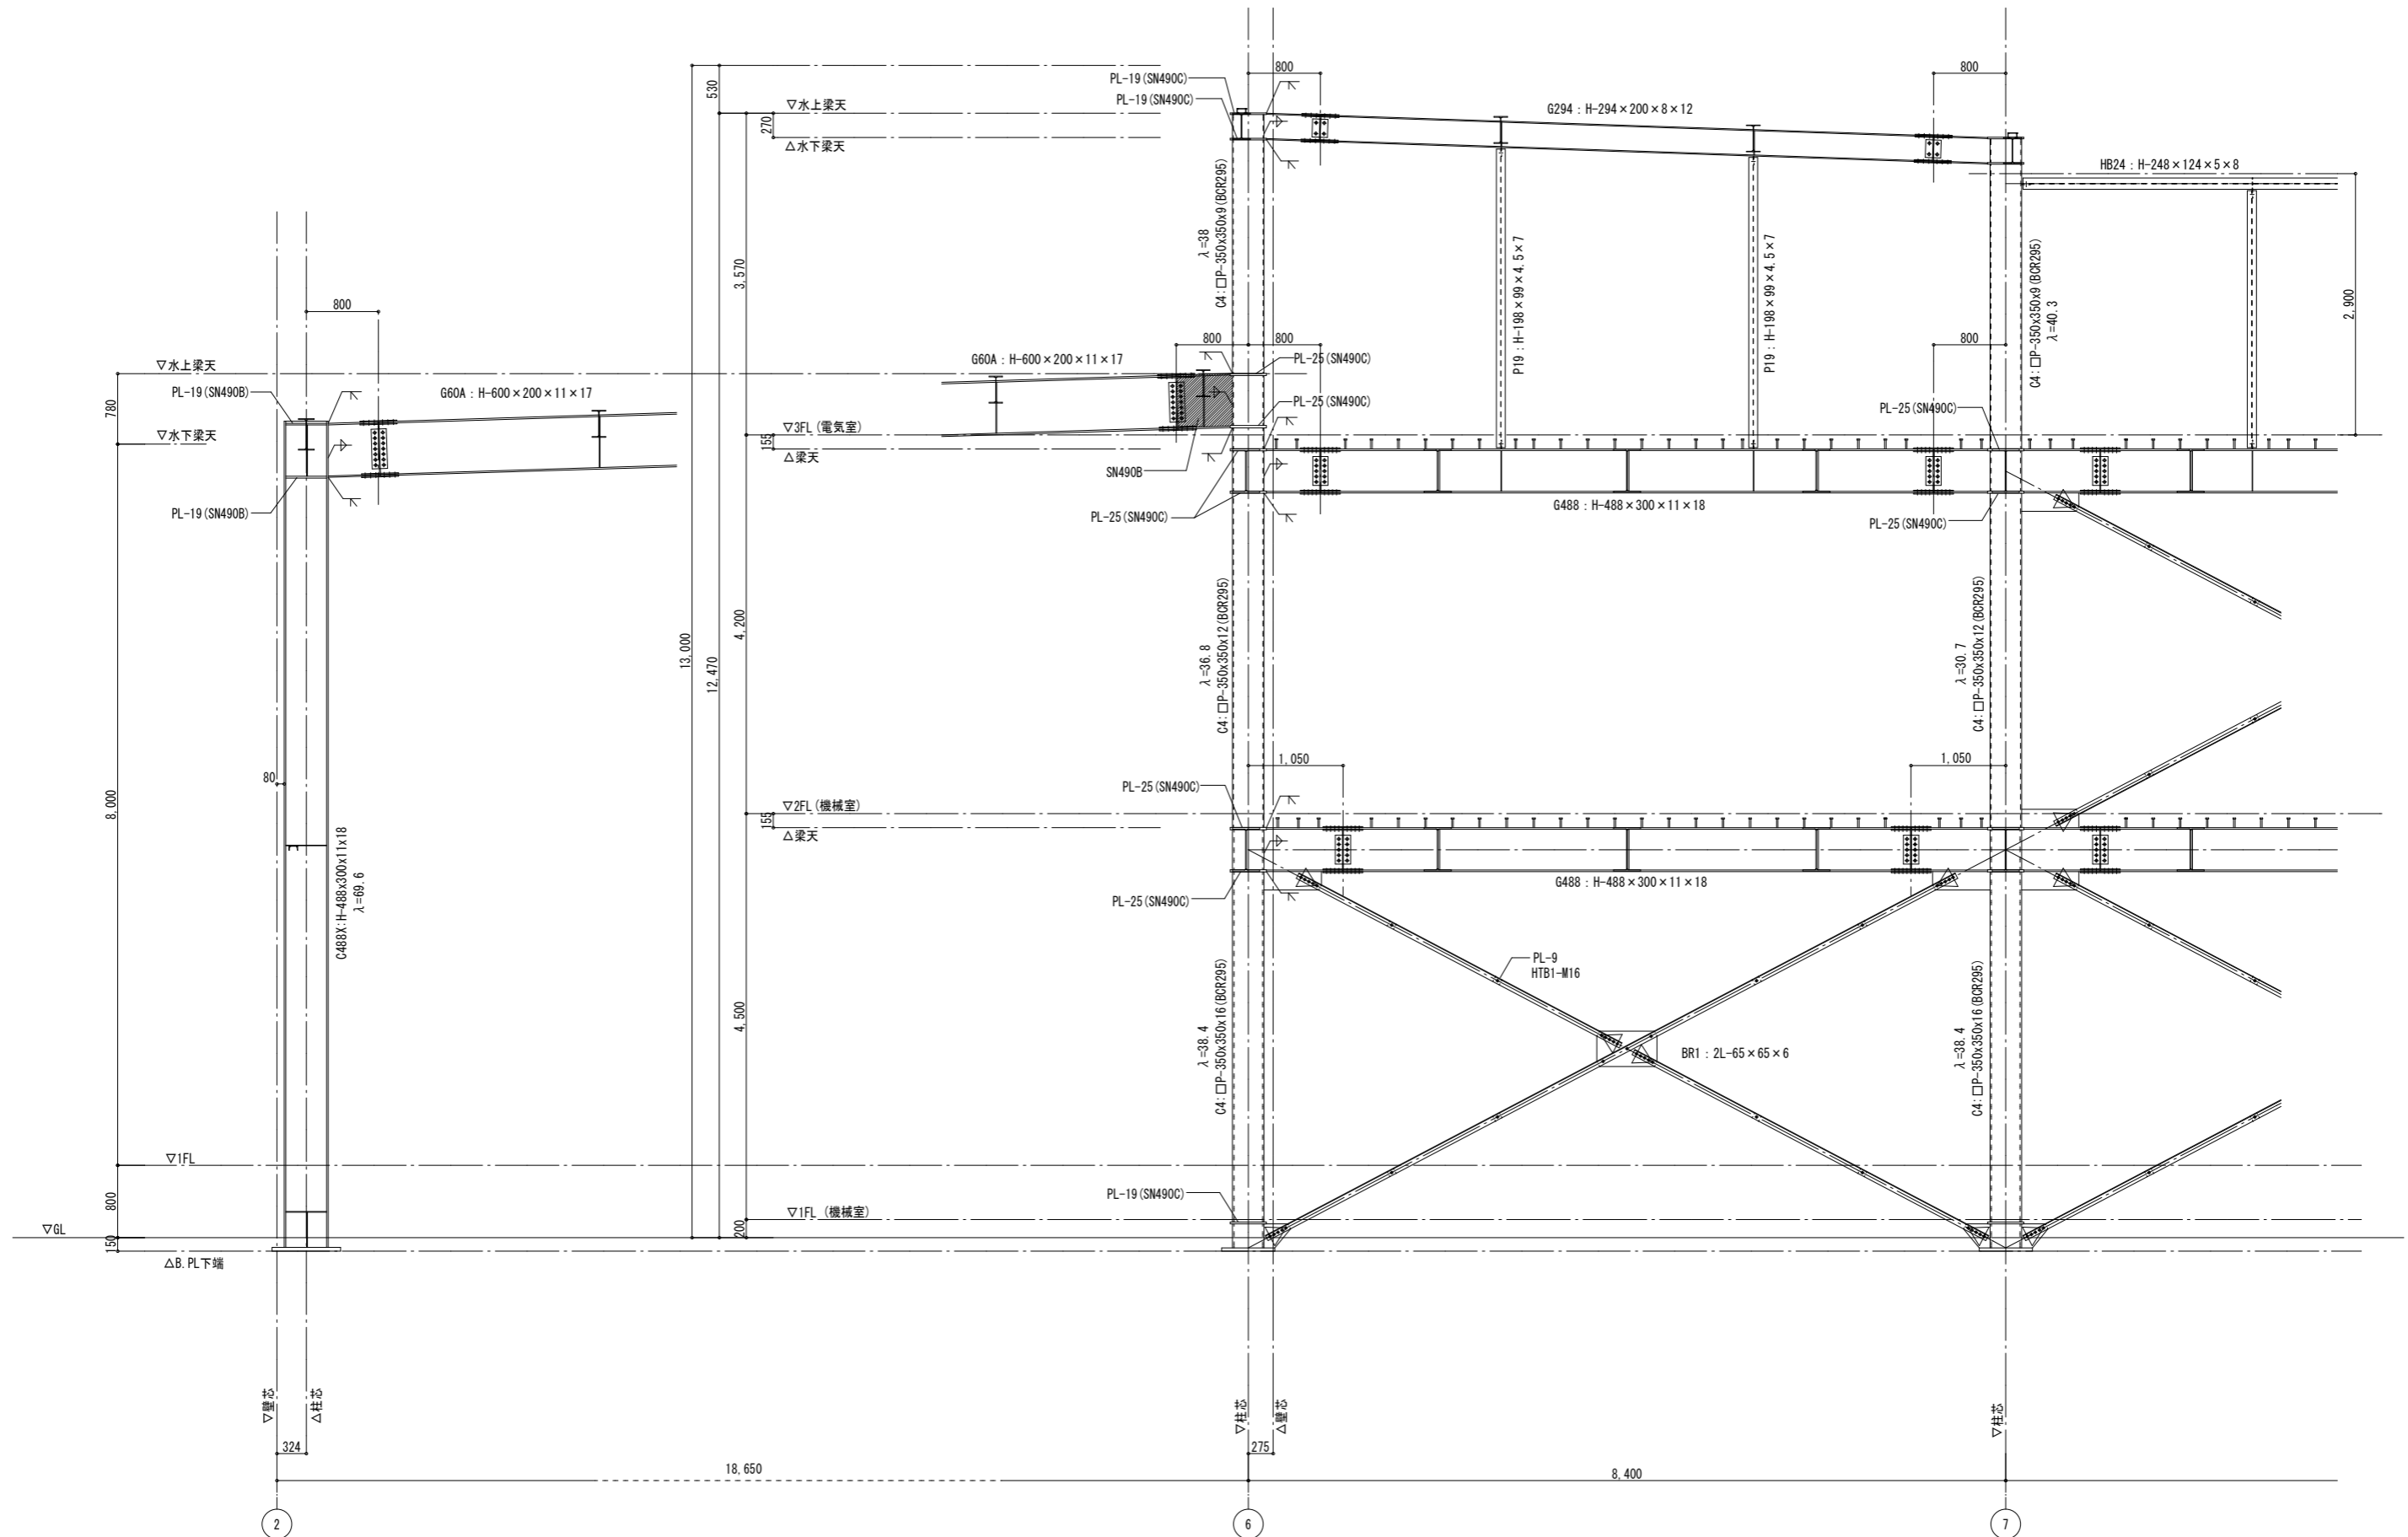 530
▽水上梁天
270
△水下梁天
PL-19(SN490C)
PL-19(SN490C)
800
G294 : H-294×200×8×12
800
HB24 : H-248×124×5×8
λ=38
C4:□P-350x350x9(BCR295)
3,570
P19 : H-198×99×4.5×7
P19 : H-198×99×4.5×7
C4:□P-350x350x9(BCR295)
λ=40.3
2,900
800
▽水上梁天
PL-19(SN490B)
G60A : H-600×200×11×17
780
▽水下梁天
PL-19(SN490B)
G60A : H-600×200×11×17
800
800
PL-25(SN490C)
PL-25(SN490C)
800
PL-25(SN490C)
▽3FL(電気室)
155
△梁天
SN490B
PL-25(SN490C)
G488 : H-488×300×11×18
PL-25(SN490C)
13,000
12,470
4,200
λ=36.8
C4:□P-350x350x12(BCR295)
λ=30.7
C4:□P-350x350x12(BCR295)
8,000
80
C488X:H-488x300x11x18
λ=69.6
1,050
1,050
PL-25(SN490C)
▽2FL(機械室)
155
△梁天
PL-25(SN490C)
G488 : H-488×300×11×18
4,500
PL-9
HTB1-M16
λ=38.4
C4:□P-350x350x16(BCR295)
BR1 : 2L-65×65×6
λ=38.4
C4:□P-350x350x16(BCR295)
▽1FL
800
PL-19(SN490C)
▽1FL (機械室)
200
▽GL
150
△B.PL下端
▽壁芯
△柱芯
▽柱芯
△壁芯
▽柱芯
324
275
18,650
8,400
2
6
7